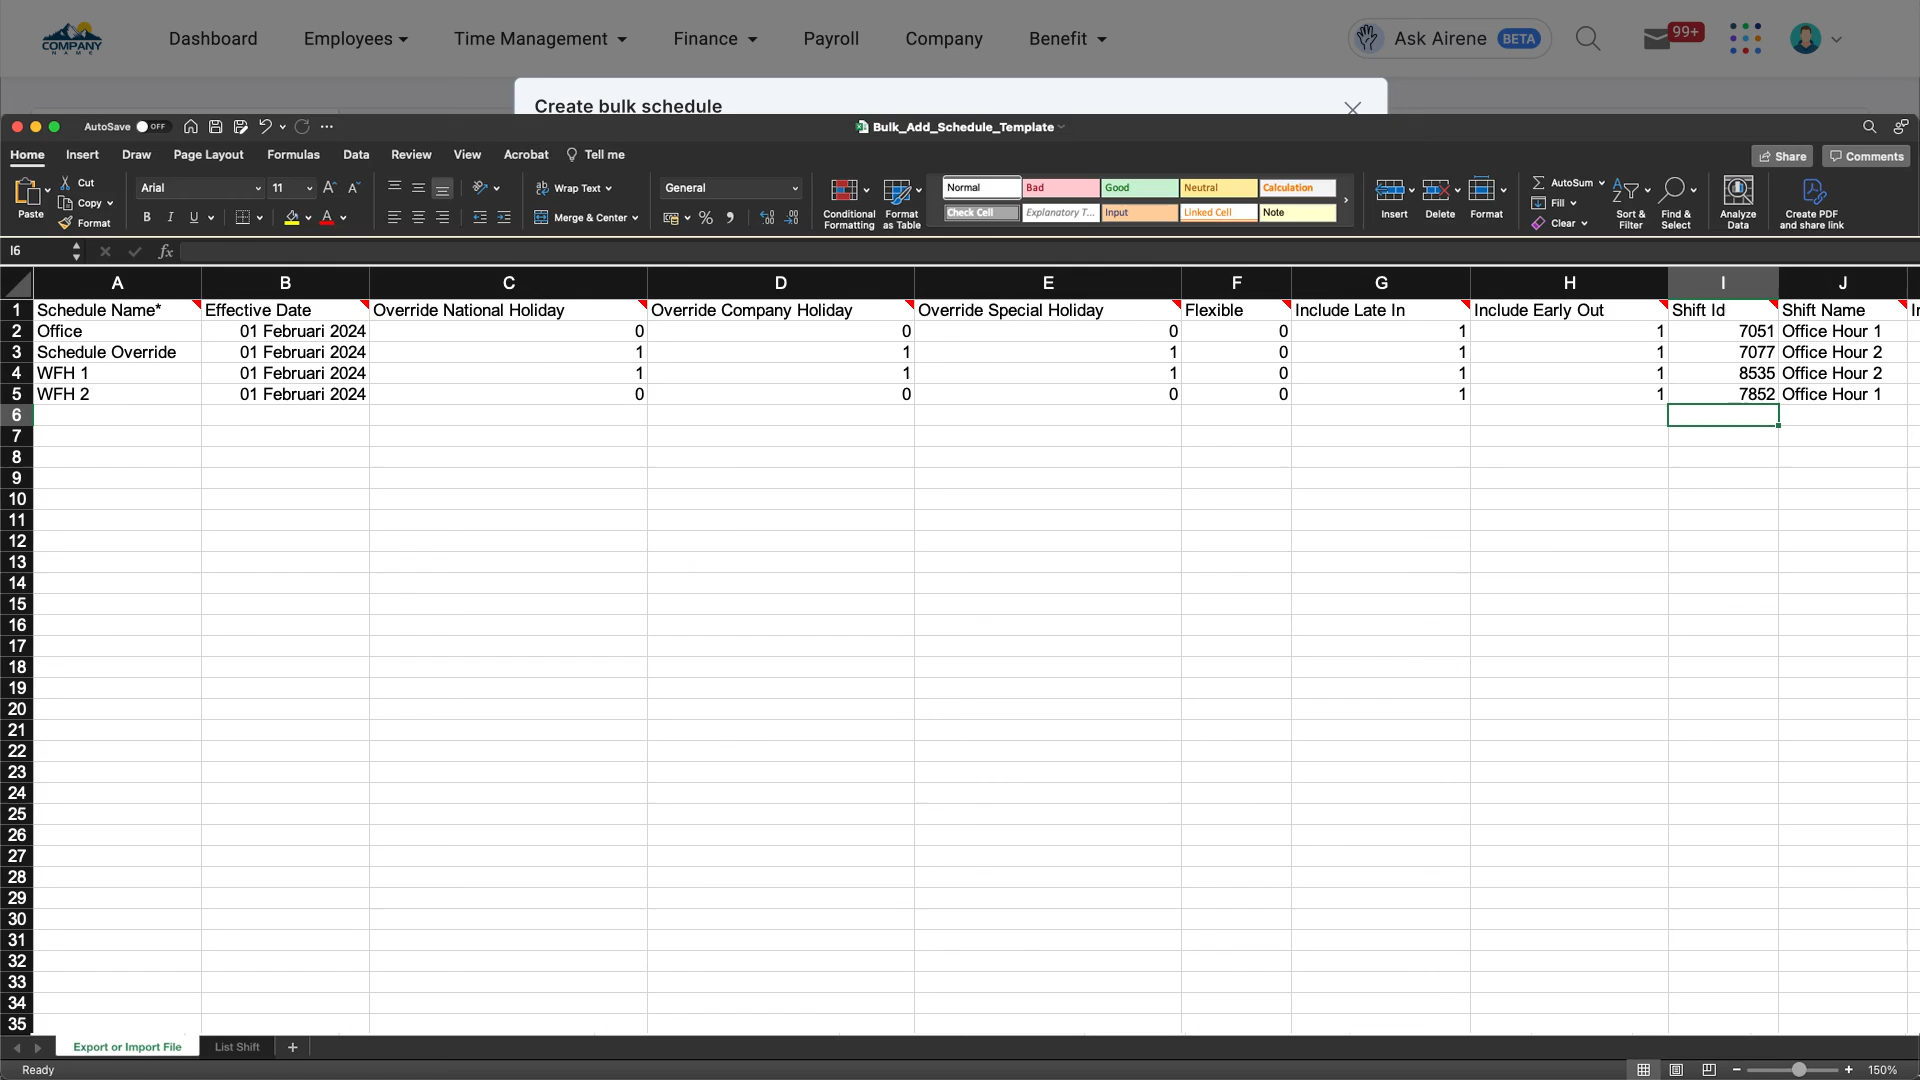 COMPANY
NAME
Dashboard Employees Time Management Finance Payroll Company Benefit Ask Airene BETA 99+
Create bulk schedule
AutoSave OFF Bulk_Add_Schedule_Template
Home Insert Draw Page Layout Formulas Data Review View Acrobat Tell me Share Comments
Paste Cut Copy Format
Arial 11
B I U
Wrap Text
Merge & Center
General
Conditional Formatting
Format as Table
Normal Bad Good Neutral Calculation
Check Cell Explanatory T... Input Linked Cell Note
Insert Delete Format
AutoSum
Fill
Clear
Sort & Filter
Find & Select
Analyze Data
Create PDF and share link
I6 fx
A B C D E F G H I J
1 Schedule Name* Effective Date Override National Holiday Override Company Holiday Override Special Holiday Flexible Include Late In Include Early Out Shift Id Shift Name
2 Office 01 Februari 2024 0 0 0 0 1 1 7051 Office Hour 1
3 Schedule Override 01 Februari 2024 1 1 1 0 1 1 7077 Office Hour 2
4 WFH 1 01 Februari 2024 1 1 1 0 1 1 8535 Office Hour 2
5 WFH 2 01 Februari 2024 0 0 0 0 1 1 7852 Office Hour 1
6
7
8
9
10
11
12
13
14
15
16
17
18
19
20
21
22
23
24
25
26
27
28
29
30
31
32
33
34
35
Export or Import File List Shift +
Ready 150%